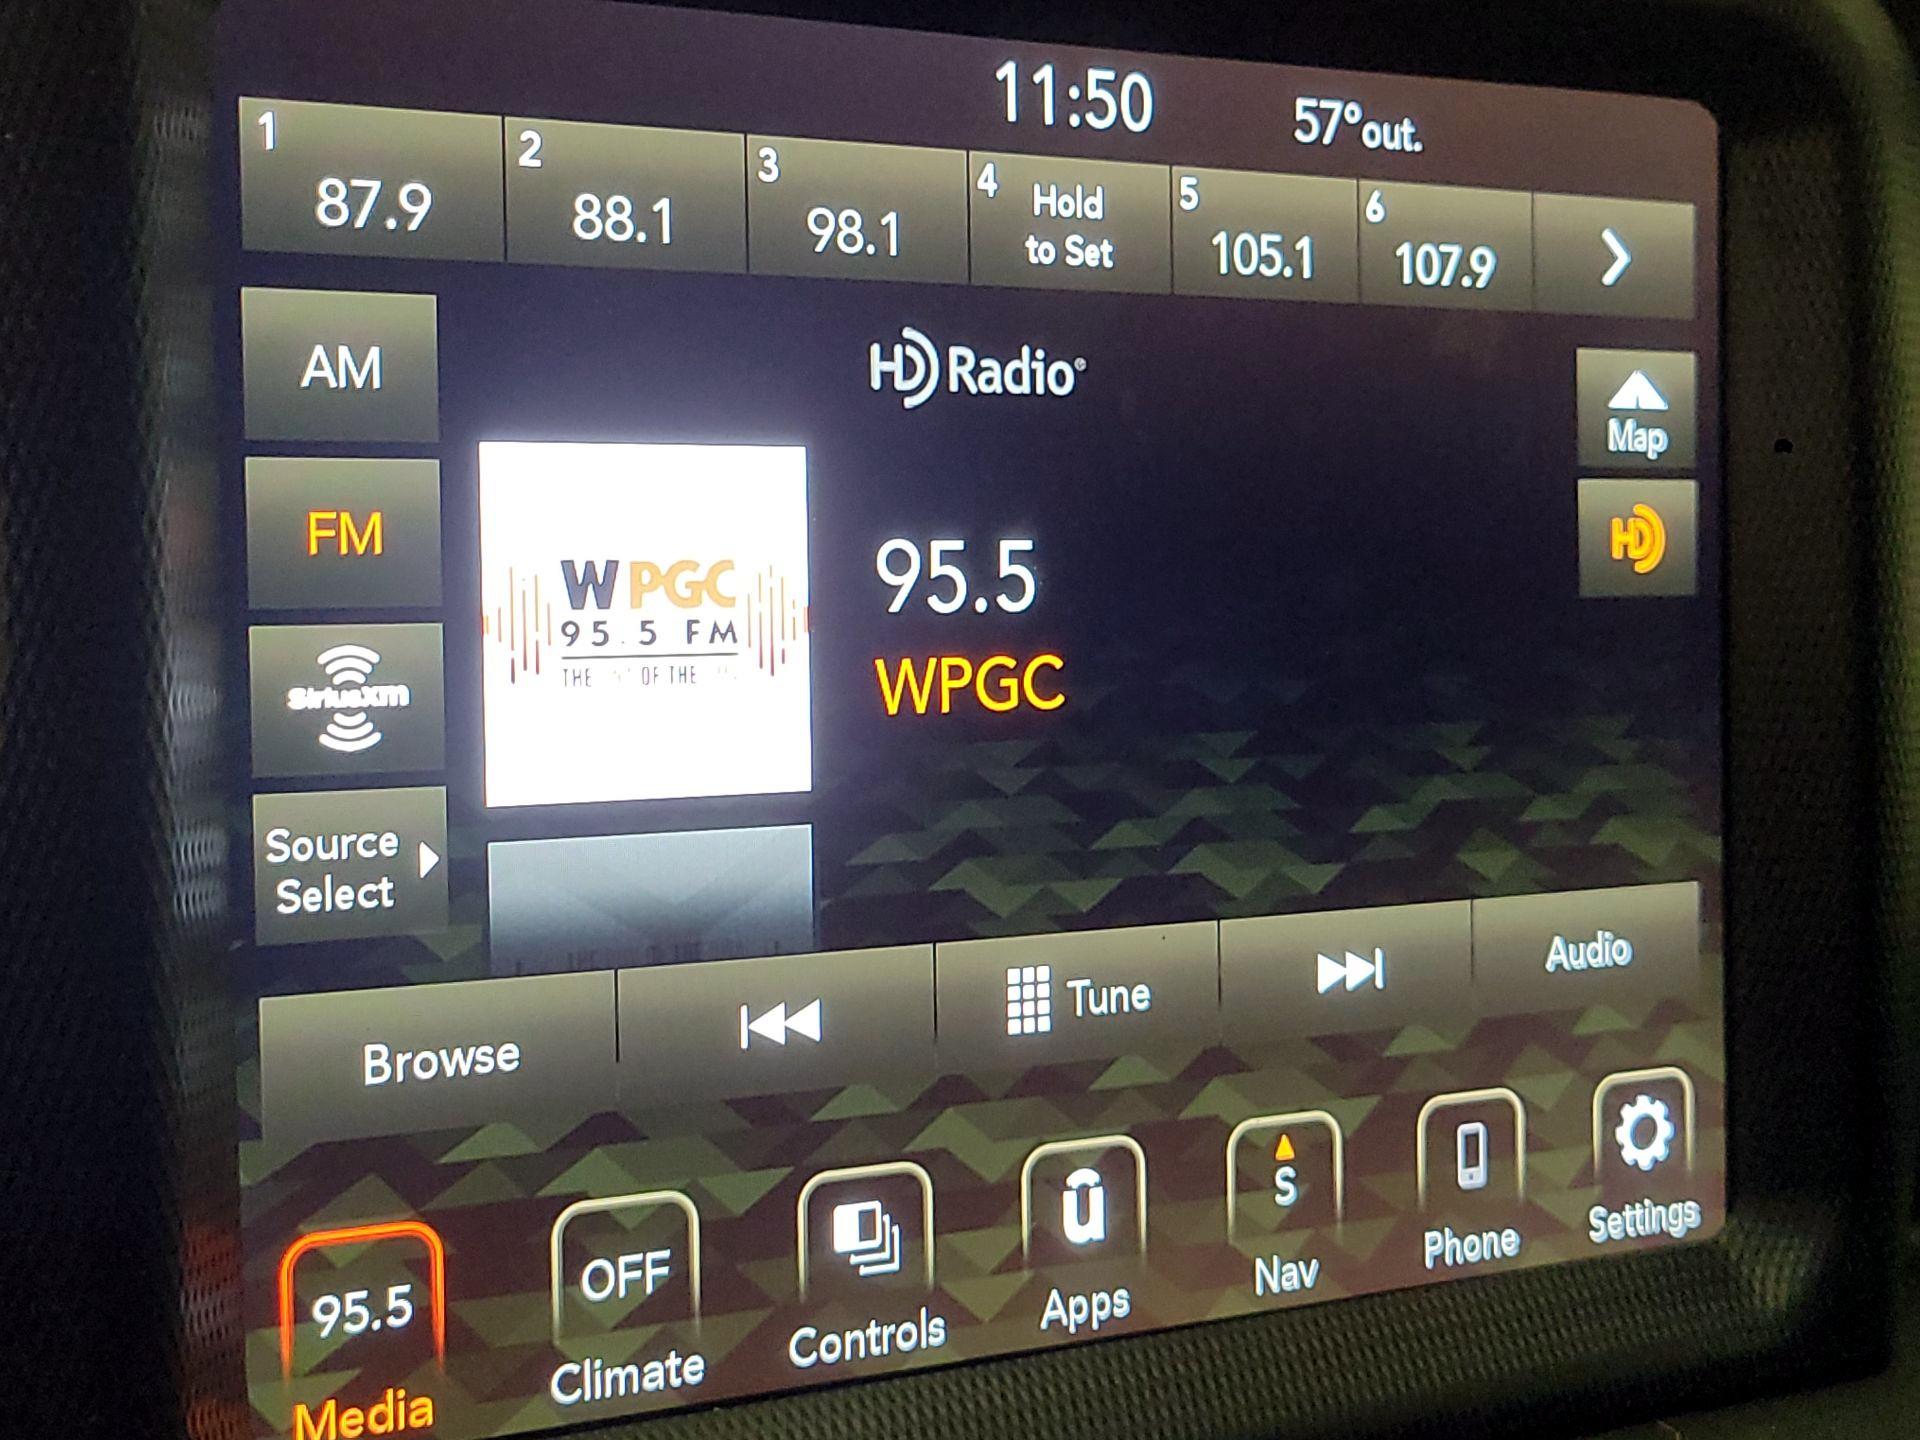 11:50
57°out.
1
87.9
2
88.1
3
98.1
4
Hold
to Set
5
105.1
6
107.9
AM
HD Radio®
Map
FM
HD
WPGC
95.5 FM
THE OF THE
95.5
WPGC
SiriusXM
Source
Select
Browse
Tune
Audio
95.5
Media
OFF
Climate
Controls
u
Apps
S
Nav
Phone
Settings